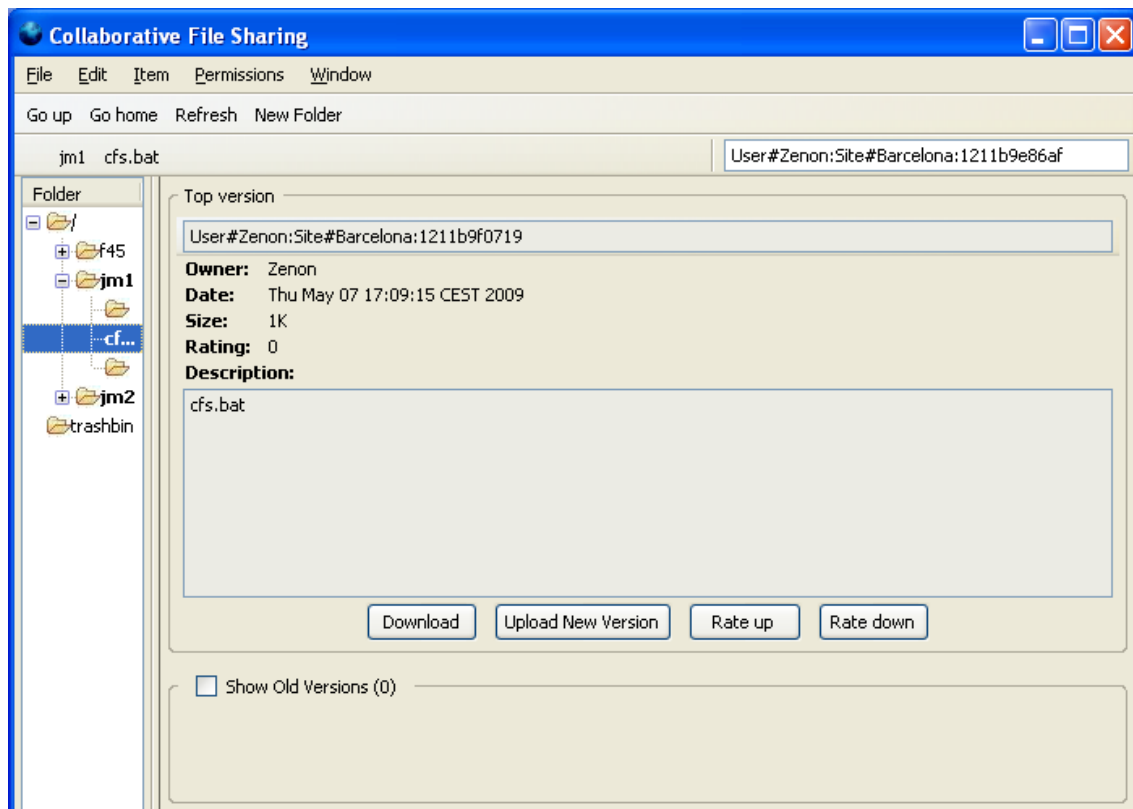 Collaborative File Sharing
File Edit Item Permissions Window
Go up Go home Refresh New Folder
jm1 cfs.bat
User#Zenon:Site#Barcelona:1211b9e86af
Folder
/
f45
jm1
cf...
jm2
trashbin
Top version
User#Zenon:Site#Barcelona:1211b9f0719
Owner: Zenon
Date: Thu May 07 17:09:15 CEST 2009
Size: 1K
Rating: 0
Description:
cfs.bat
Download Upload New Version Rate up Rate down
Show Old Versions (0)